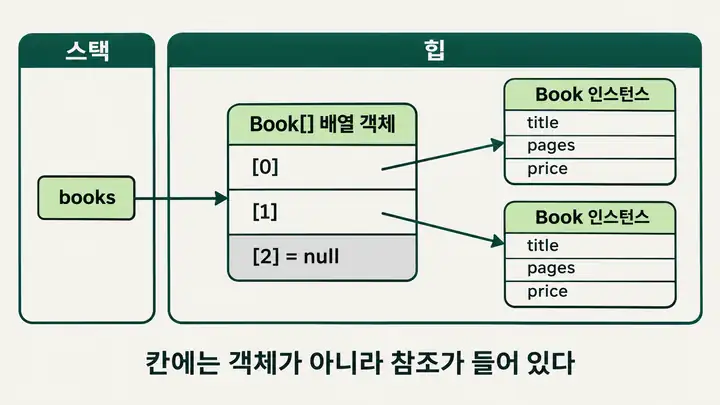 스택
힙
books
Book[] 배열 객체
[0]
[1]
[2] = null
Book 인스턴스
title
pages
price
Book 인스턴스
title
pages
price
칸에는 객체가 아니라 참조가 들어 있다